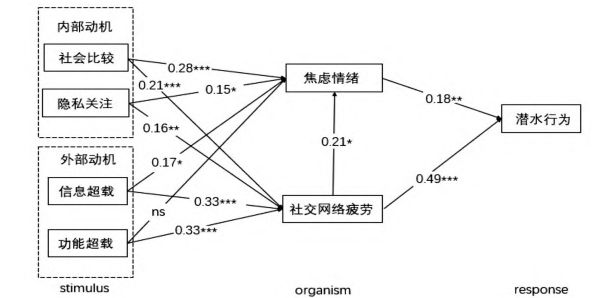 内部动机
社会比较
隐私关注
外部动机
信息超载
功能超载
0.28***
0.21***
0.15*
0.16**
0.17*
0.33***
ns
0.33***
焦虑情绪
0.21*
社交网络疲劳
0.18**
0.49***
潜水行为
stimulus
organism
response